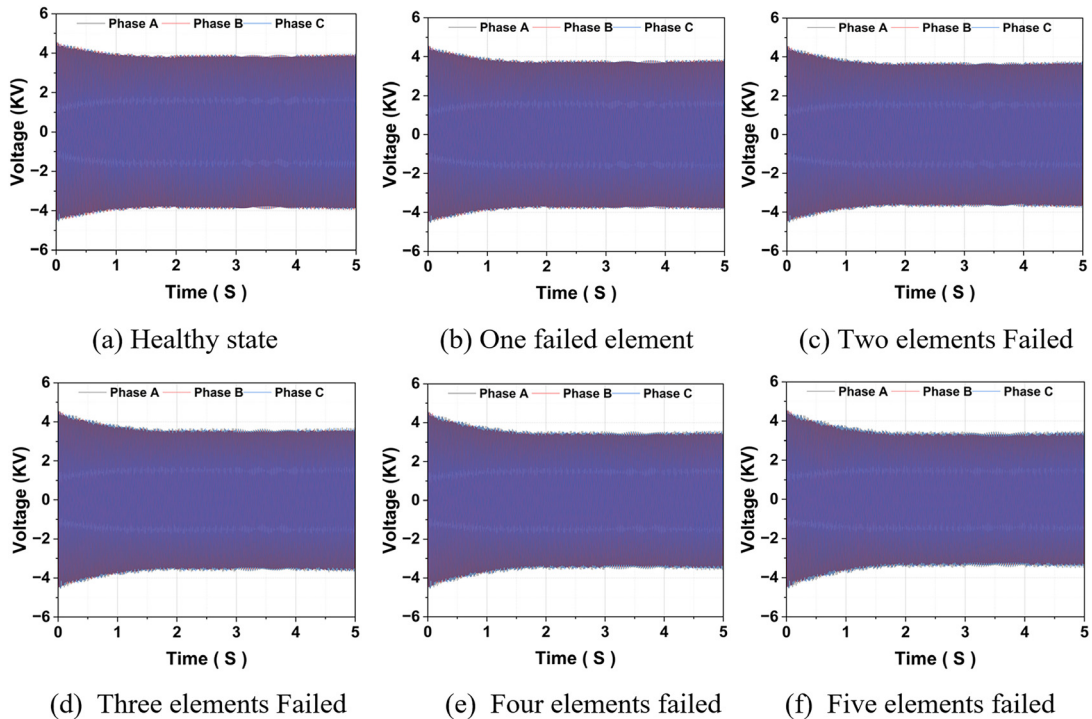 Phase A Phase B Phase C
Phase A Phase B Phase C
Phase A Phase B Phase C
6
4
2
0
−2
−4
−6
Voltage (KV)
0 1 2 3 4 5
Time ( S )
6
4
2
0
−2
−4
−6
Voltage (KV)
0 1 2 3 4 5
Time ( S )
6
4
2
0
−2
−4
−6
Voltage (KV)
0 1 2 3 4 5
Time ( S )
(a) Healthy state
(b) One failed element
(c) Two elements Failed
Phase A Phase B Phase C
Phase A Phase B Phase C
Phase A Phase B Phase C
6
4
2
0
−2
−4
−6
Voltage (KV)
0 1 2 3 4 5
Time ( S )
6
4
2
0
−2
−4
−6
Voltage (KV)
0 1 2 3 4 5
Time ( S )
6
4
2
0
−2
−4
−6
Voltage (KV)
0 1 2 3 4 5
Time ( S )
(d) Three elements Failed
(e) Four elements failed
(f) Five elements failed